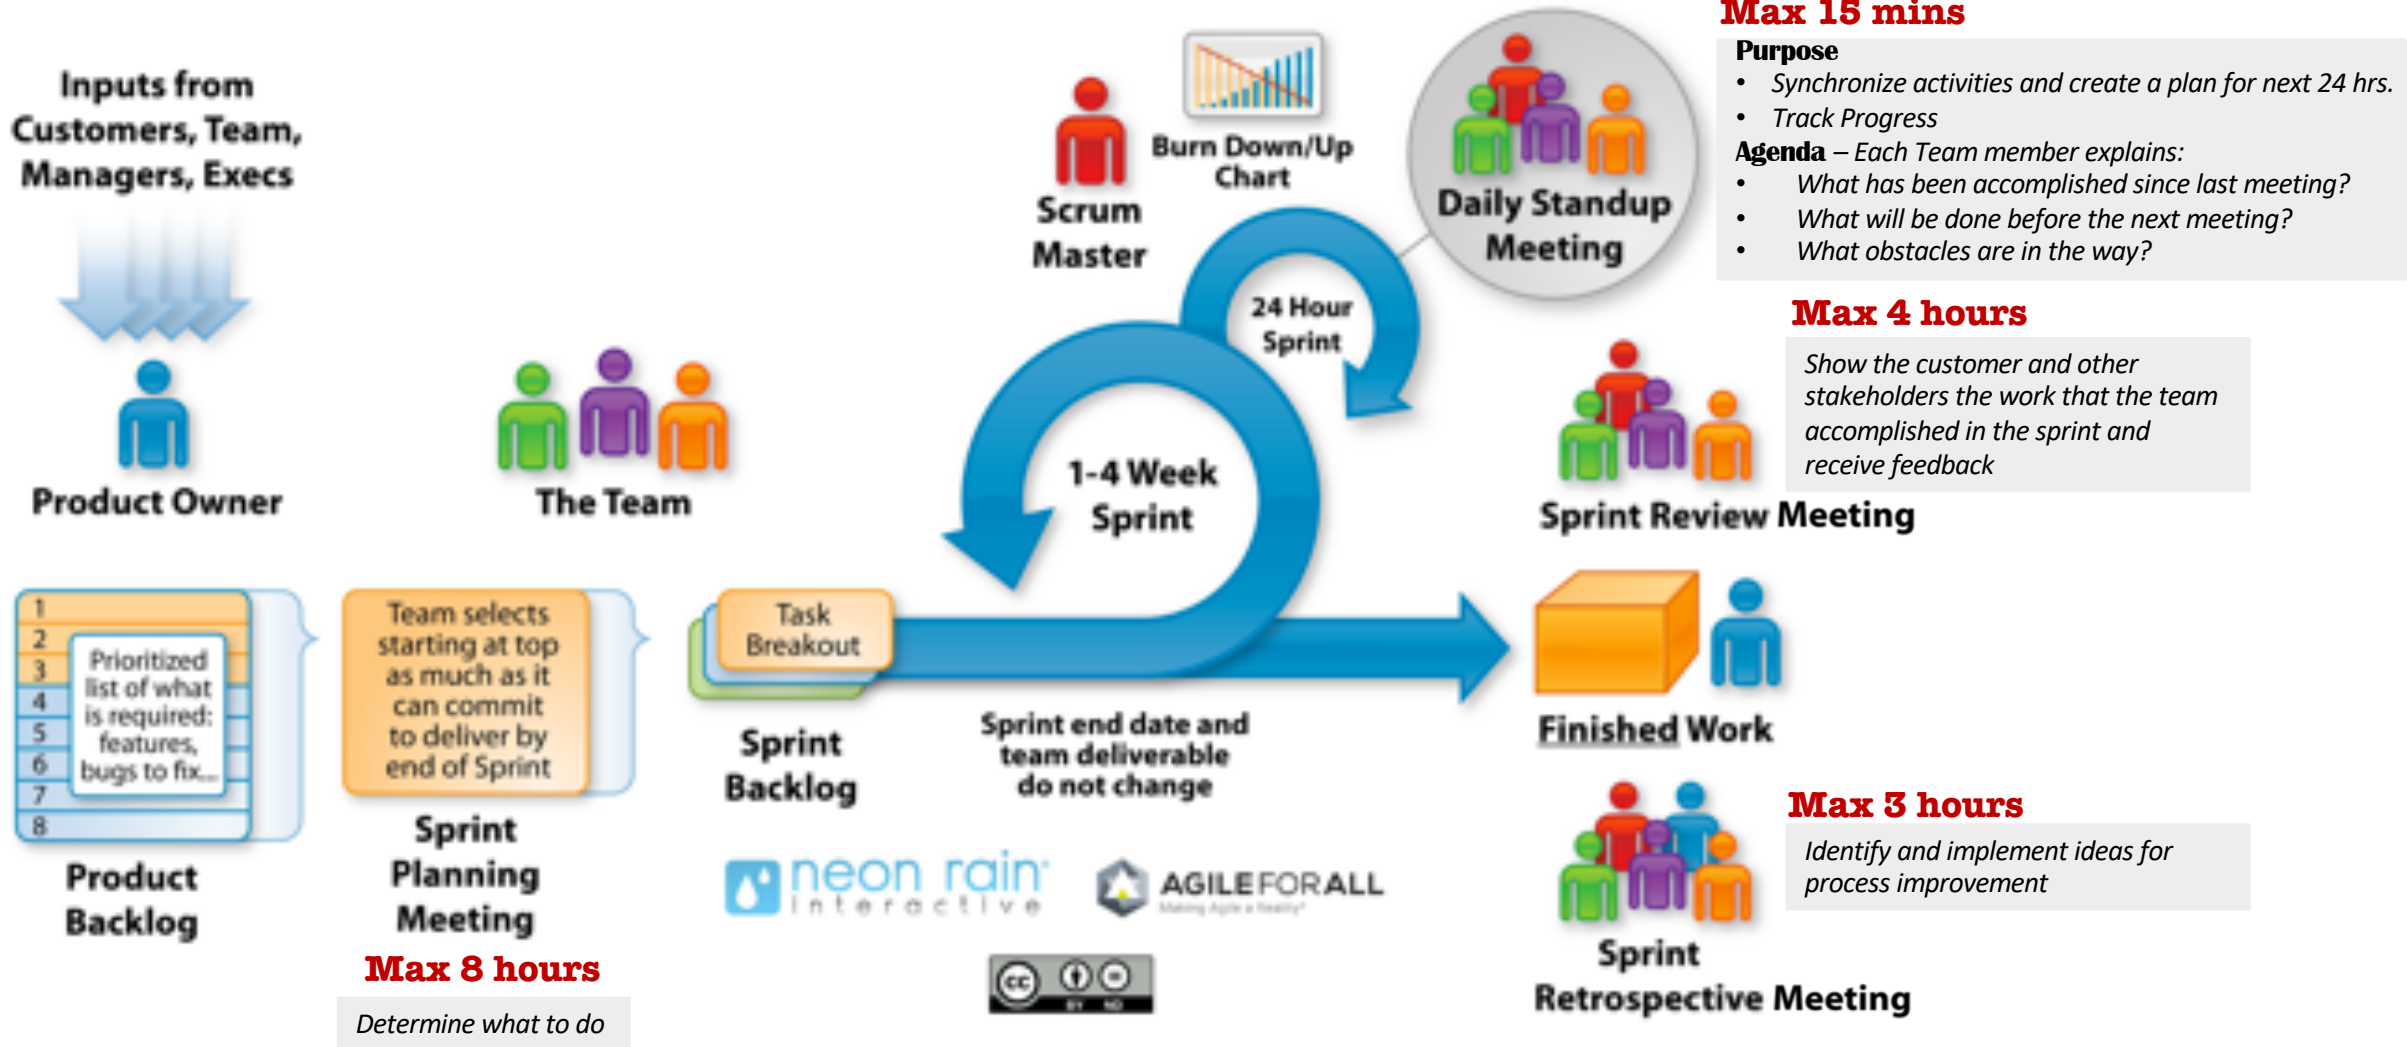 Inputs from
Customers, Team,
Managers, Execs
Product Owner
The Team
Scrum
Master
Burn Down/Up
Chart
Daily Standup
Meeting
24 Hour
Sprint
1-4 Week
Sprint
Max 15 mins
Purpose
• Synchronize activities and create a plan for next 24 hrs.
• Track Progress
Agenda – Each Team member explains:
• What has been accomplished since last meeting?
• What will be done before the next meeting?
• What obstacles are in the way?
Max 4 hours
Show the customer and other
stakeholders the work that the team
accomplished in the sprint and
receive feedback
Sprint Review Meeting
1
2
3
4
5
6
7
8
Prioritized
list of what
is required:
features,
bugs to fix...
Product
Backlog
Team selects
starting at top
as much as it
can commit
to deliver by
end of Sprint
Sprint
Planning
Meeting
Max 8 hours
Determine what to do
Task
Breakout
Sprint
Backlog
Sprint end date and
team deliverable
do not change
Finished Work
neon rain
interactive
AGILEFORALL
Making Agile a Reality®
cc
BY ND
Max 3 hours
Identify and implement ideas for
process improvement
Sprint
Retrospective Meeting